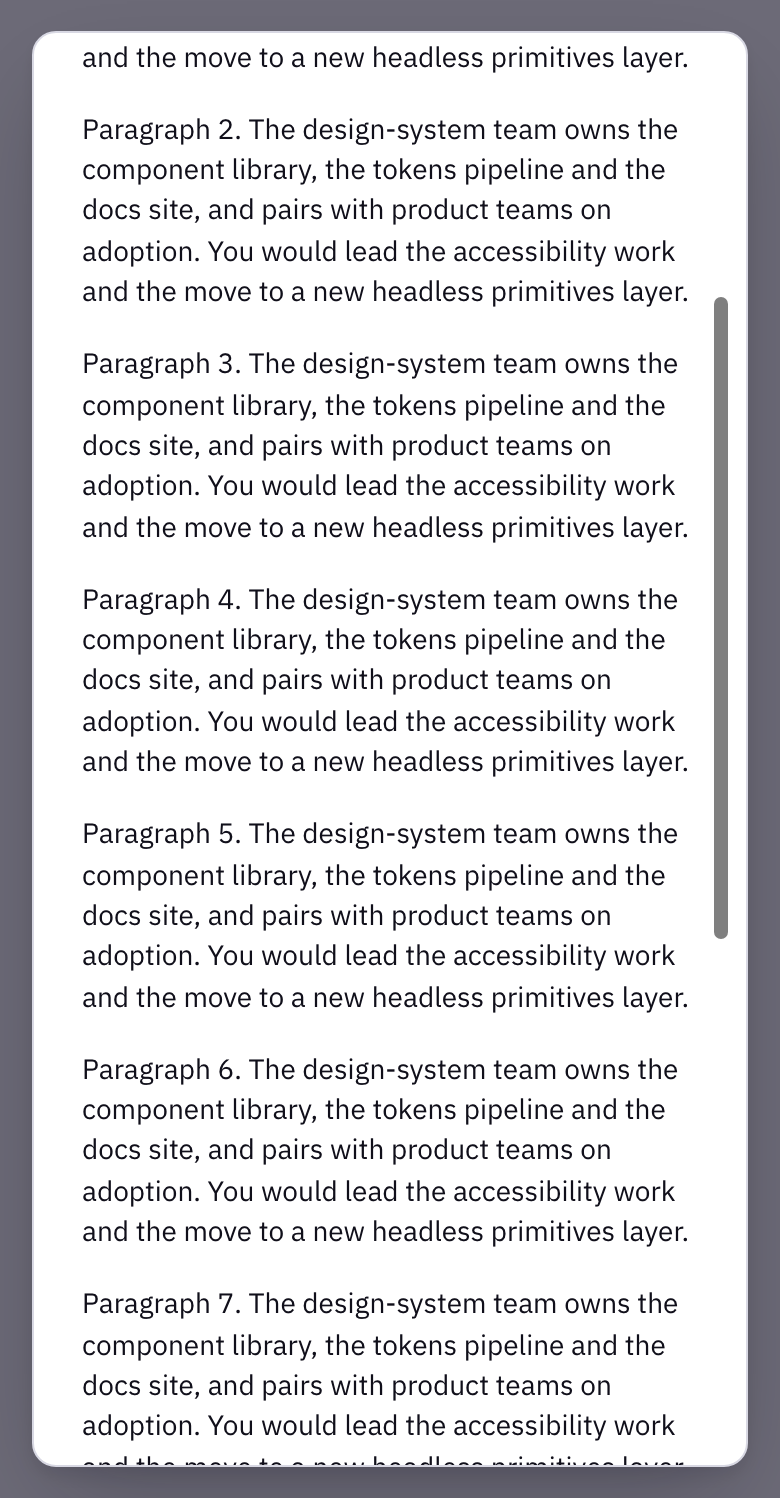 and the move to a new headless primitives layer.
Paragraph 2. The design-system team owns the
component library, the tokens pipeline and the
docs site, and pairs with product teams on
adoption. You would lead the accessibility work
and the move to a new headless primitives layer.
Paragraph 3. The design-system team owns the
component library, the tokens pipeline and the
docs site, and pairs with product teams on
adoption. You would lead the accessibility work
and the move to a new headless primitives layer.
Paragraph 4. The design-system team owns the
component library, the tokens pipeline and the
docs site, and pairs with product teams on
adoption. You would lead the accessibility work
and the move to a new headless primitives layer.
Paragraph 5. The design-system team owns the
component library, the tokens pipeline and the
docs site, and pairs with product teams on
adoption. You would lead the accessibility work
and the move to a new headless primitives layer.
Paragraph 6. The design-system team owns the
component library, the tokens pipeline and the
docs site, and pairs with product teams on
adoption. You would lead the accessibility work
and the move to a new headless primitives layer.
Paragraph 7. The design-system team owns the
component library, the tokens pipeline and the
docs site, and pairs with product teams on
adoption. You would lead the accessibility work
and the move to a new headless primitives layer.